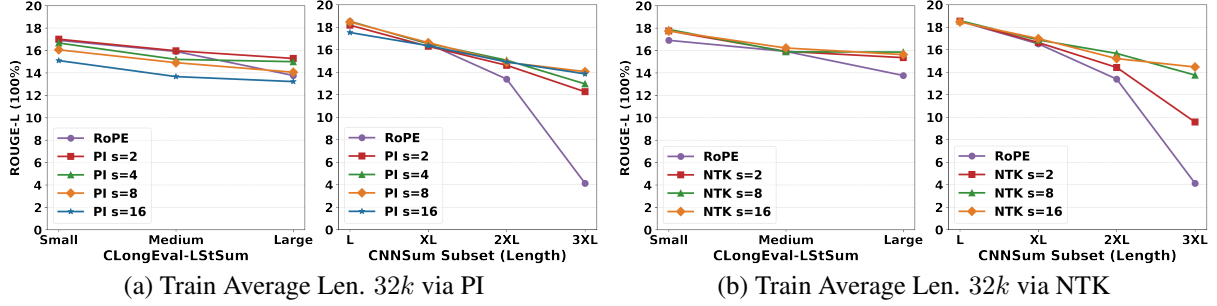 ROUGE-L (100%)
20
18
16
14
12
10
8
6
4
2
0
RoPE
PI s=2
PI s=4
PI s=8
PI s=16
Small
Medium
Large
CLongEval-LStSum
20
18
16
14
12
10
8
6
4
2
0
RoPE
PI s=2
PI s=4
PI s=8
PI s=16
L
XL
2XL
3XL
CNNSum Subset (Length)
(a) Train Average Len. 32k via PI
ROUGE-L (100%)
20
18
16
14
12
10
8
6
4
2
0
RoPE
NTK s=2
NTK s=8
NTK s=16
Small
Medium
Large
CLongEval-LStSum
20
18
16
14
12
10
8
6
4
2
0
RoPE
NTK s=2
NTK s=8
NTK s=16
L
XL
2XL
3XL
CNNSum Subset (Length)
(b) Train Average Len. 32k via NTK